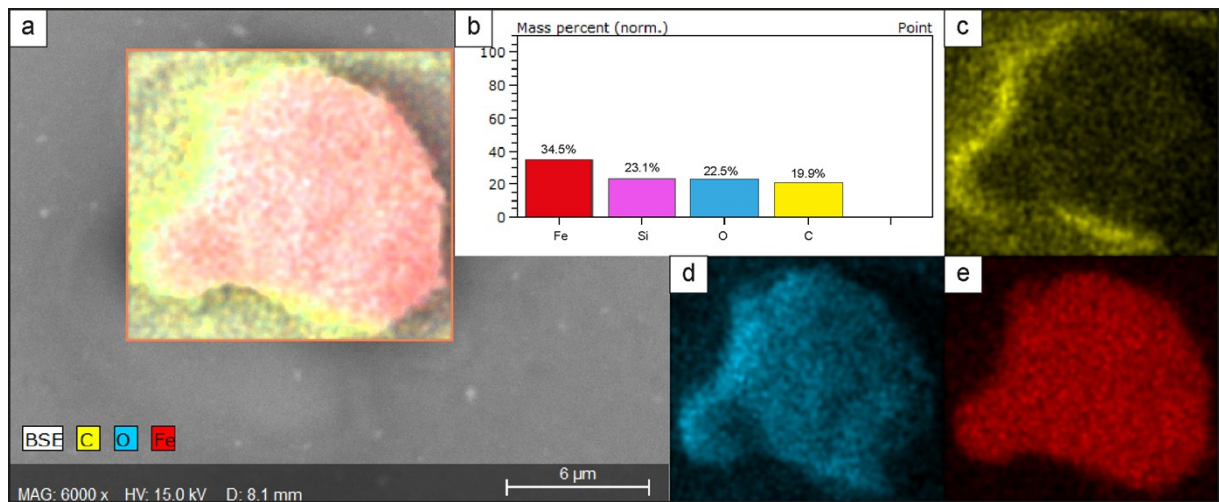 a
BSE C O Fe
MAG: 6000 x HV: 15.0 kV D: 8.1 mm
6 µm
b
Mass percent (norm.) Point
100
80
60
40
20
0
34.5%
23.1%
22.5%
19.9%
Fe Si O C
c
d
e